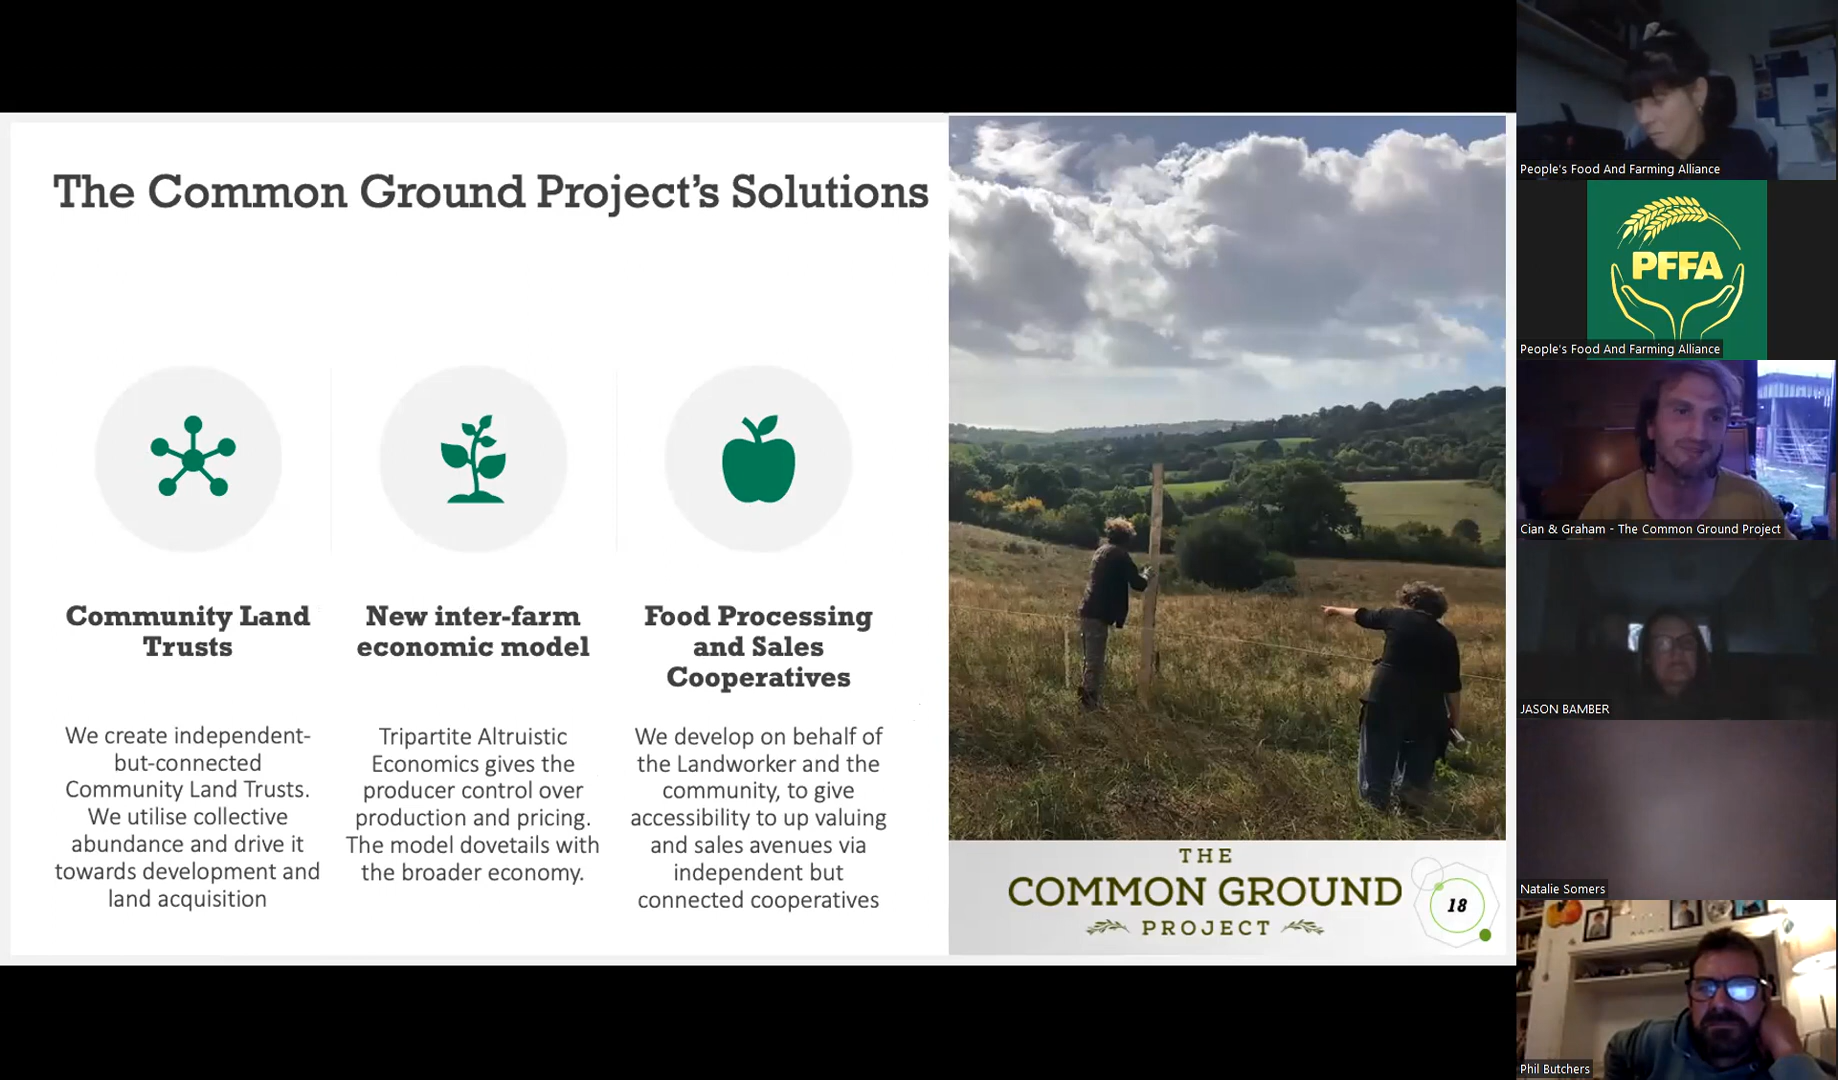 The Common Ground Project's Solutions
Community Land
Trusts
We create independent-
but-connected
Community Land Trusts.
We utilise collective
abundance and drive it
towards development and
land acquisition
New inter-farm
economic model
Tripartite Altruistic
Economics gives the
producer control over
production and pricing.
The model dovetails with
the broader economy.
Food Processing
and Sales
Cooperatives
We develop on behalf of
the Landworker and the
community, to give
accessibility to up valuing
and sales avenues via
independent but
connected cooperatives
THE
COMMON GROUND
PROJECT
18
People's Food And Farming Alliance
PFFA
People's Food And Farming Alliance
Cian & Graham - The Common Ground Project
JASON BAMBER
Natalie Somers
Phil Butchers